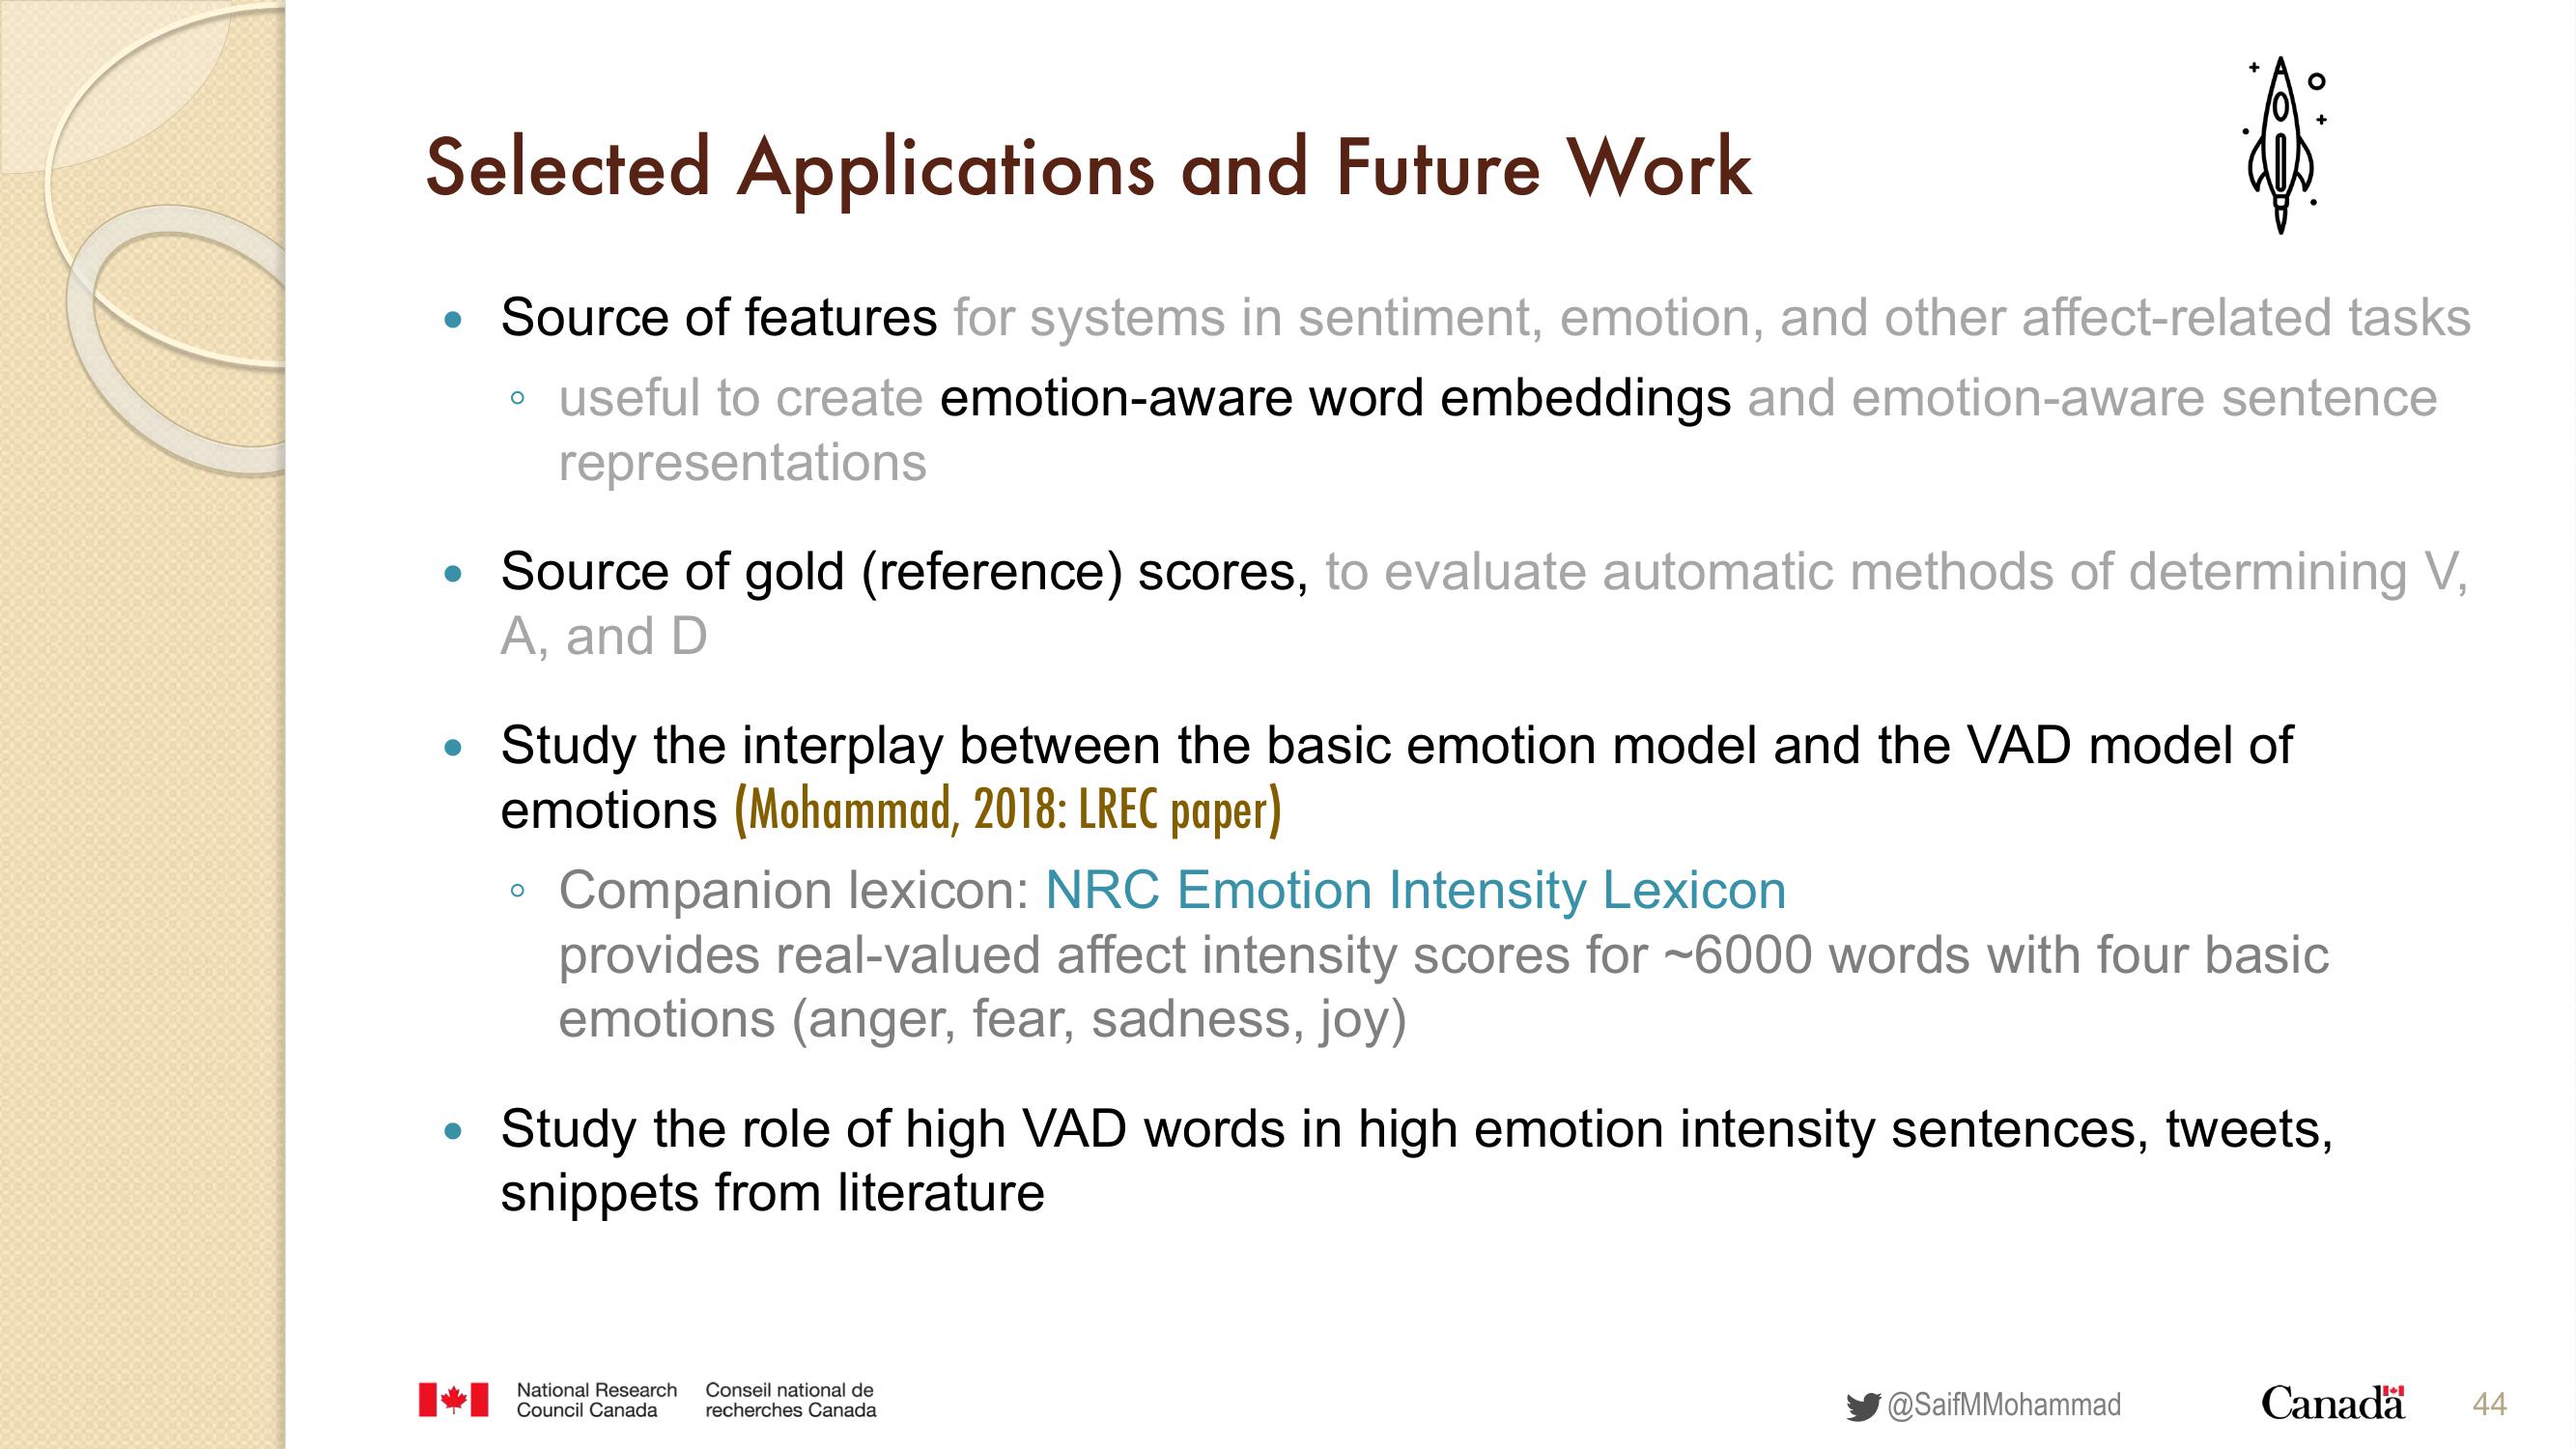 Selected Applications and Future Work
• Source of features for systems in sentiment, emotion, and other affect-related tasks
◦ useful to create emotion-aware word embeddings and emotion-aware sentence
representations
• Source of gold (reference) scores, to evaluate automatic methods of determining V,
A, and D
• Study the interplay between the basic emotion model and the VAD model of
emotions (Mohammad, 2018: LREC paper)
◦ Companion lexicon: NRC Emotion Intensity Lexicon
provides real-valued affect intensity scores for ~6000 words with four basic
emotions (anger, fear, sadness, joy)
• Study the role of high VAD words in high emotion intensity sentences, tweets,
snippets from literature
National Research
Council Canada
Conseil national de
recherches Canada
@SaifMMohammad
Canada
44